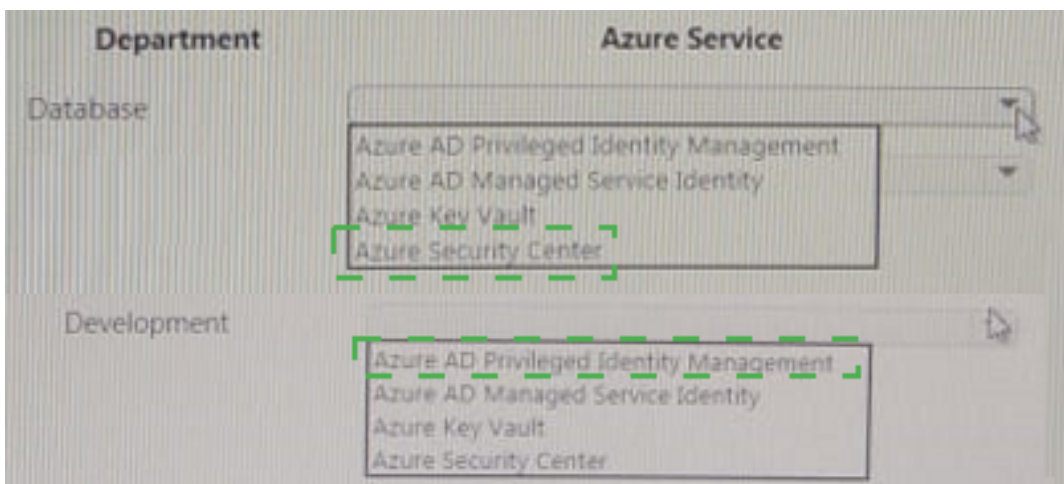 Department Azure Service
Database
Azure AD Privileged Identity Management
Azure AD Managed Service Identity
Azure Key Vault
Azure Security Center
Development
Azure AD Privileged Identity Management
Azure AD Managed Service Identity
Azure Key Vault
Azure Security Center